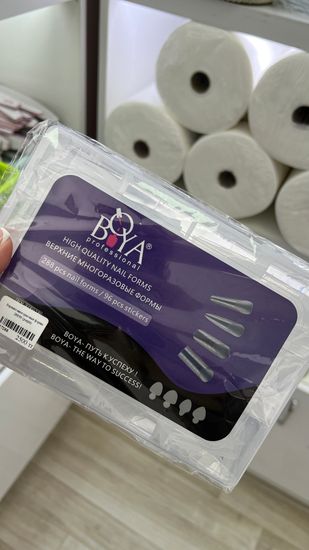 BOYA®
Professional
HIGH QUALITY NAIL FORMS
ВЕРХНИЕ МНОГОРАЗОВЫЕ ФОРМЫ
288 pcs nail forms / 96 pcs stickers
BOYA- ПУТЬ К УСПЕХУ !
BOYA- THE WAY TO SUCCESS!
2500